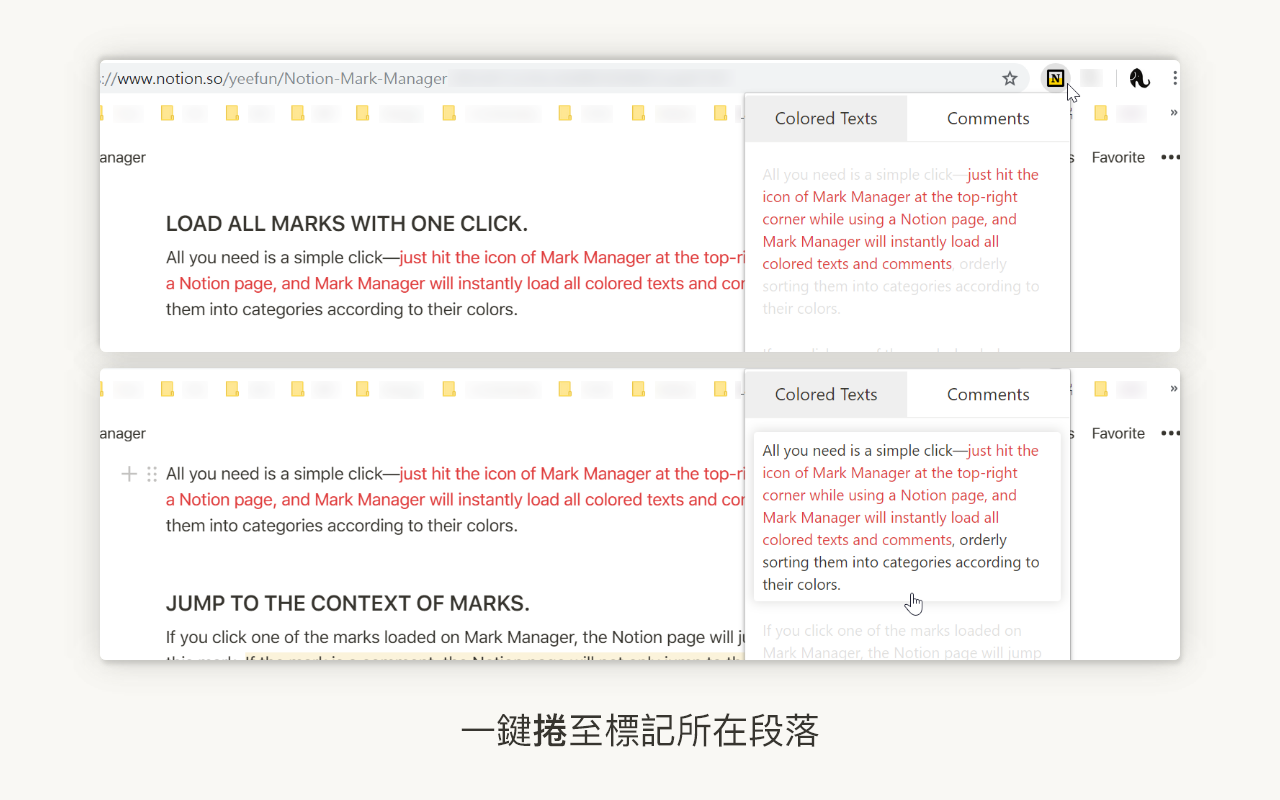 ://www.notion.so/yeefun/Notion-Mark-Manager
N
»
Colored Texts
Comments
anager
s
Favorite
LOAD ALL MARKS WITH ONE CLICK.
All you need is a simple click—just hit the icon of Mark Manager at the top-ri
a Notion page, and Mark Manager will instantly load all colored texts and cor
them into categories according to their colors.
All you need is a simple click—just hit the
icon of Mark Manager at the top-right
corner while using a Notion page, and
Mark Manager will instantly load all
colored texts and comments, orderly
sorting them into categories according to
their colors.
»
Colored Texts
Comments
anager
s
Favorite
All you need is a simple click—just hit the icon of Mark Manager at the top-ri
a Notion page, and Mark Manager will instantly load all colored texts and cor
them into categories according to their colors.
JUMP TO THE CONTEXT OF MARKS.
If you click one of the marks loaded on Mark Manager, the Notion page will ju
All you need is a simple click—just hit the
icon of Mark Manager at the top-right
corner while using a Notion page, and
Mark Manager will instantly load all
colored texts and comments, orderly
sorting them into categories according to
their colors.
If you click one of the marks loaded on
Mark Manager, the Notion page will jump
一鍵捲至標記所在段落